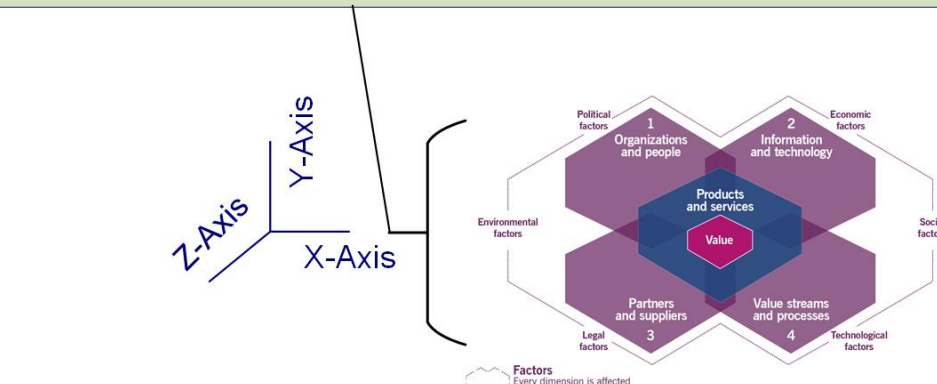 Y-Axis
Z-Axis
X-Axis
Political
factors
Economic
factors
1
Organizations
and people
2
Information
and technology
Products
and services
Value
Environmental
factors
Partners
and suppliers
3
Value streams
and processes
4
Legal
factors
Technological
factors
Factors
Every dimension is affected